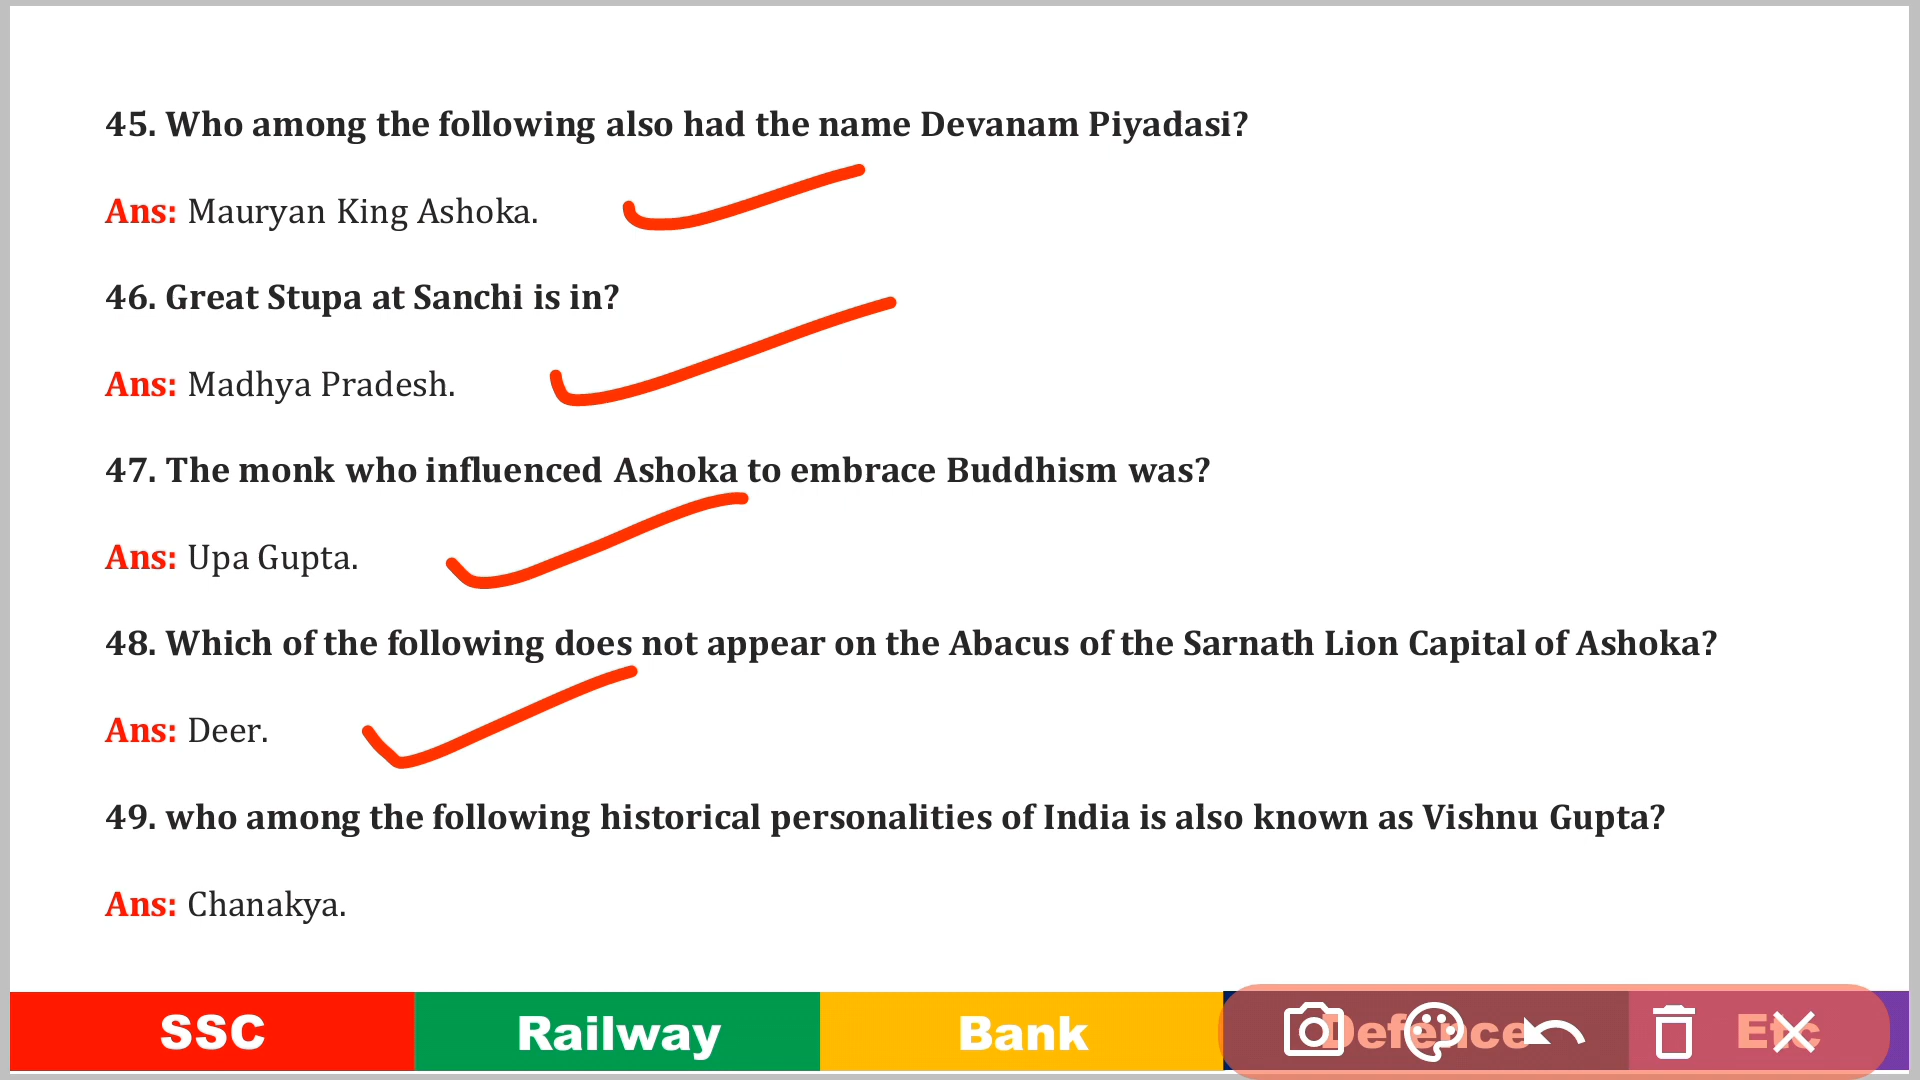 45. Who among the following also had the name Devanam Piyadasi?
Ans: Mauryan King Ashoka.
46. Great Stupa at Sanchi is in?
Ans: Madhya Pradesh.
47. The monk who influenced Ashoka to embrace Buddhism was?
Ans: Upa Gupta.
48. Which of the following does not appear on the Abacus of the Sarnath Lion Capital of Ashoka?
Ans: Deer.
49. who among the following historical personalities of India is also known as Vishnu Gupta?
Ans: Chanakya.
SSC Railway Bank Defence Etc